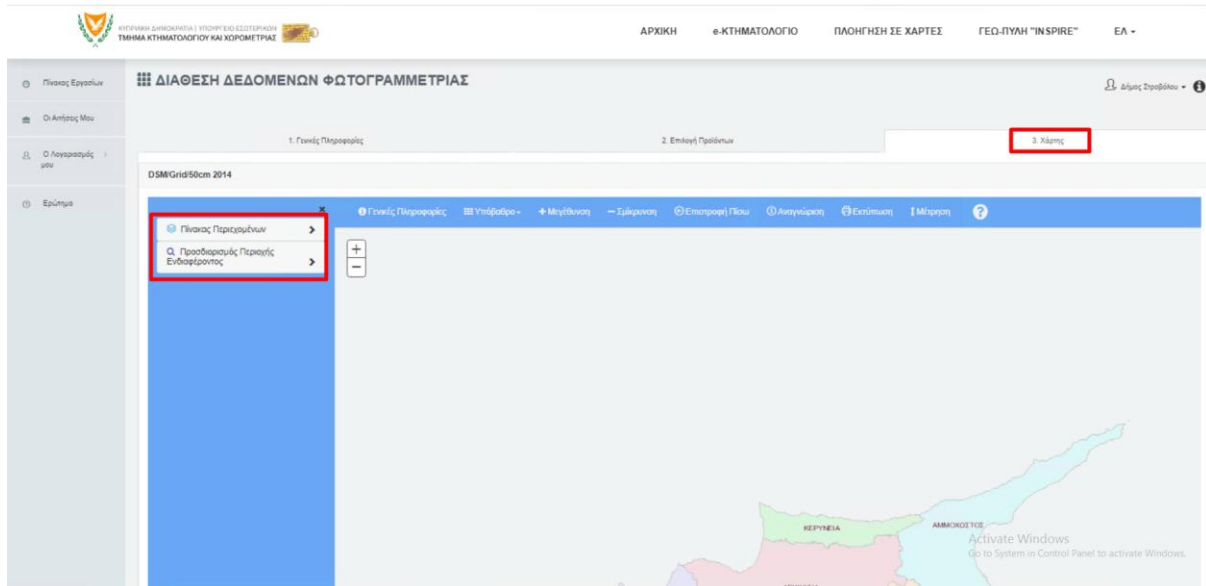 ΚΥΠΡΙΑΚΗ ΔΗΜΟΚΡΑΤΙΑ | ΥΠΟΥΡΓΕΙΟ ΕΣΩΤΕΡΙΚΩΝ
ΤΜΗΜΑ ΚΤΗΜΑΤΟΛΟΓΙΟΥ ΚΑΙ ΧΩΡΟΜΕΤΡΙΑΣ
ΑΡΧΙΚΗ e-ΚΤΗΜΑΤΟΛΟΓΙΟ ΠΛΟΗΓΗΣΗ ΣΕ ΧΑΡΤΕΣ ΓΕΩ-ΠΥΛΗ "INSPIRE" ΕΛ
Πίνακας Εργασίων
Οι Αιτήσεις Μου
Ο Λογαριασμός
μου
Ερώτημα
ΔΙΑΘΕΣΗ ΔΕΔΟΜΕΝΩΝ ΦΩΤΟΓΡΑΜΜΕΤΡΙΑΣ
Δήμος Στροβόλου
1. Γενικές Πληροφορίες 2. Επιλογή Προϊόντων 3. Χάρτης
DSM/Grid/50cm 2014
x Γενικές Πληροφορίες Υπόβαθρο + Μεγέθυνση − Σμίκρυνση Επιστροφή Πίσω Αναγνώριση Εκτύπωση Μέτρηση ?
Πίνακας Περιεχομένων
Προσδιορισμός Περιοχής
Ενδιαφέροντος
+
−
ΚΕΡΥΝΕΙΑ
ΑΜΜΟΧΩΣΤΟΣ
Activate Windows
Go to System in Control Panel to activate Windows.